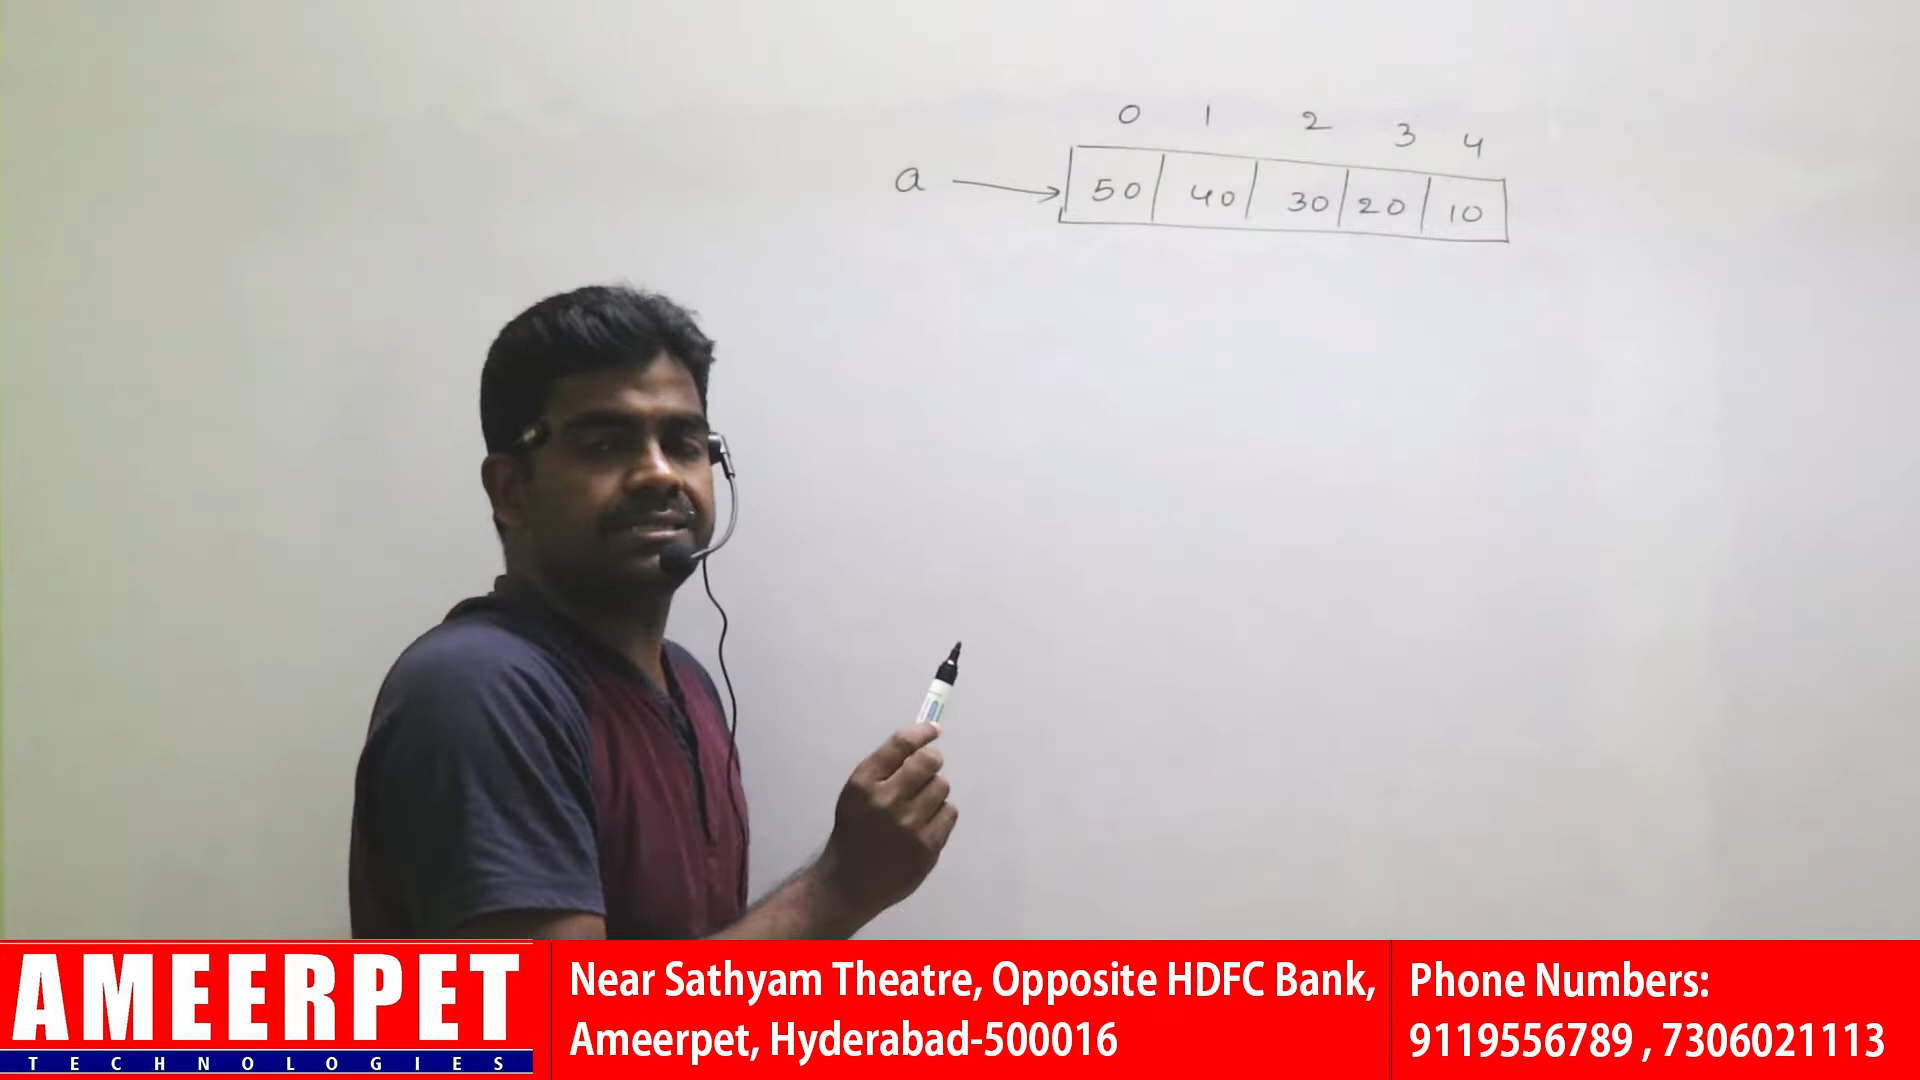 0 1 2 3 4
a 50 40 30 20 10
AMEERPET
TECHNOLOGIES
Near Sathyam Theatre, Opposite HDFC Bank,
Ameerpet, Hyderabad-500016
Phone Numbers:
9119556789 , 7306021113